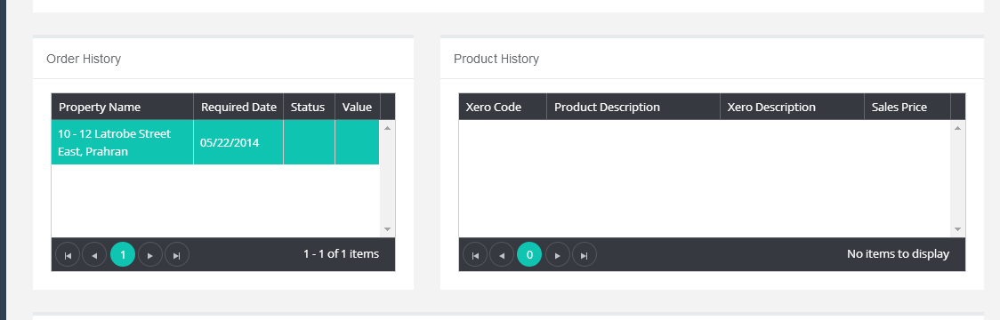 Order History
Property Name Required Date Status Value
10 - 12 Latrobe Street
East, Prahran
05/22/2014
1
1 - 1 of 1 items
Product History
Xero Code Product Description Xero Description Sales Price
0
No items to display